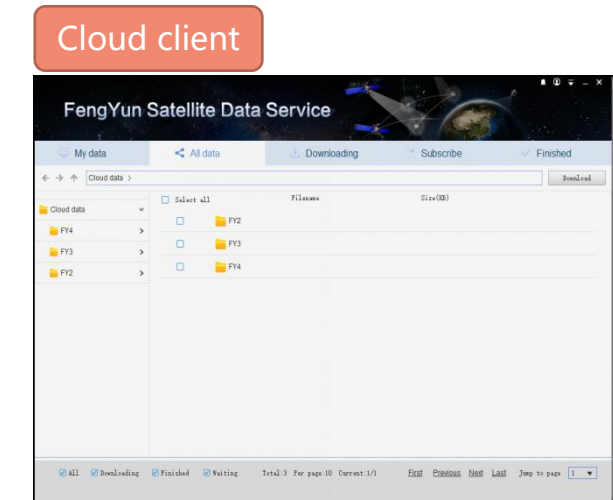 Cloud client
FengYun Satellite Data Service
My data All data Downloading Subscribe Finished
Cloud data > Download
Select all Filename Size(KB)
Cloud data
FY2
FY4 >
FY3
FY3 >
FY4
FY2 >
All Downloading Finished Waiting Total:3 Per page:10 Current:1/1 First Previous Next Last Jump to page 1